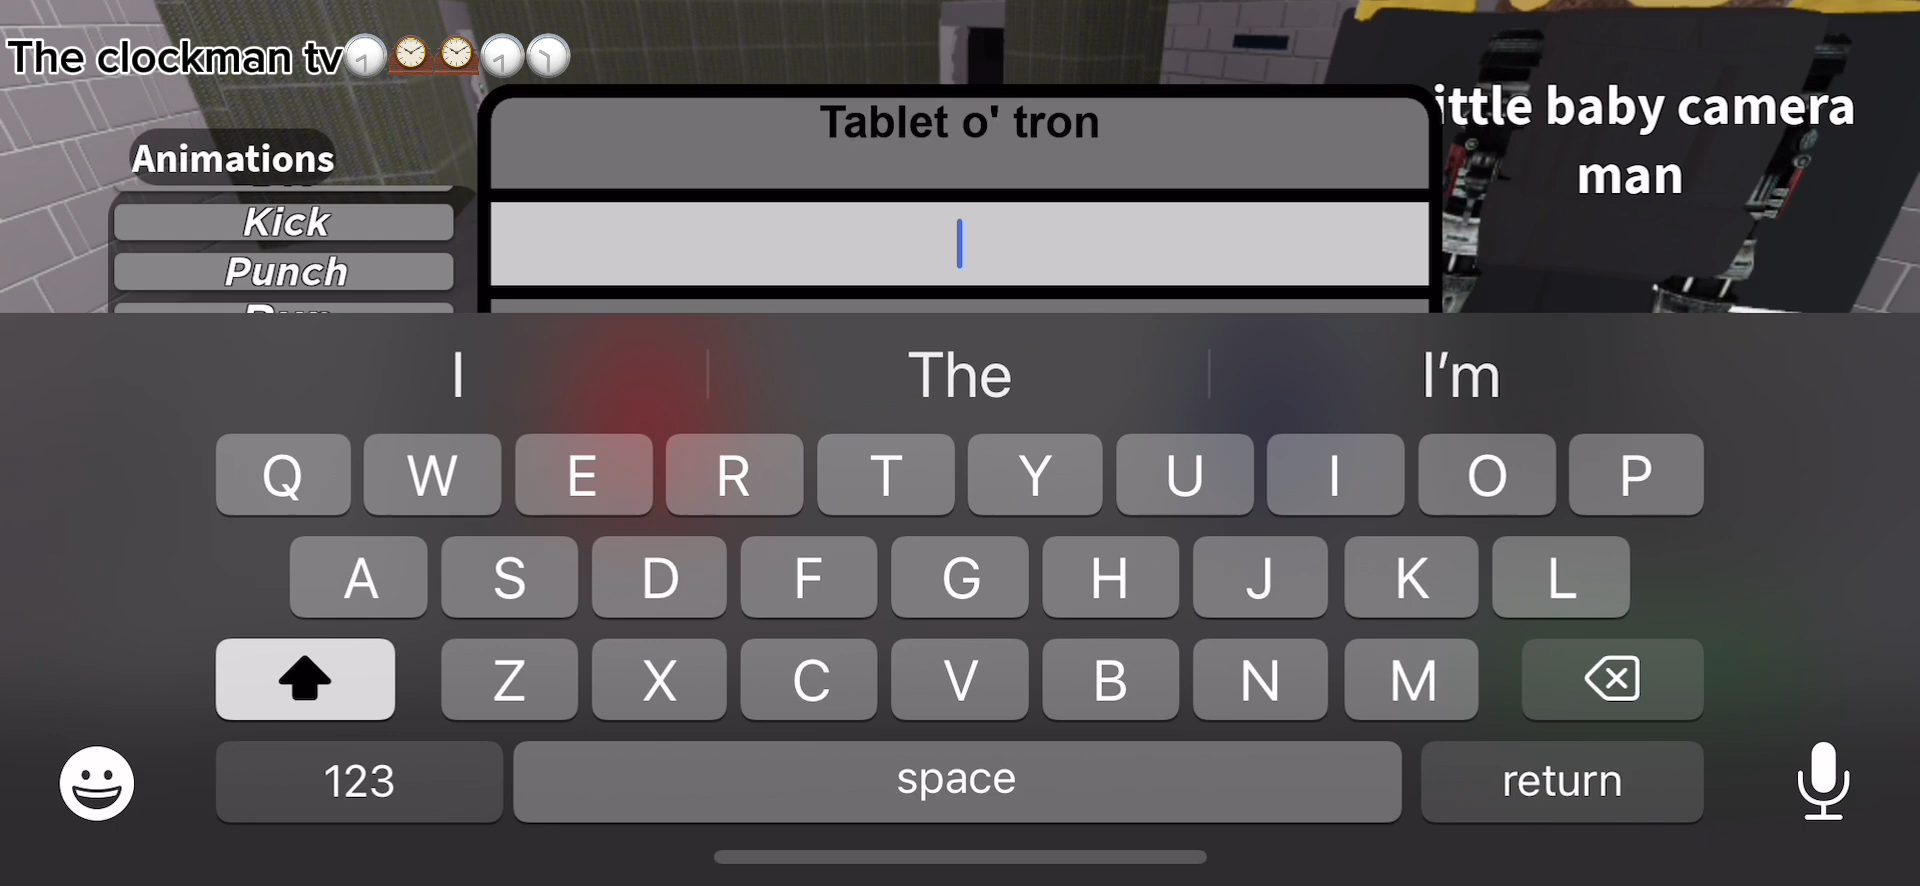 The clockman tv🕣🕰️🕰️🕣🕥
Tablet o' tron
ittle baby camera
man
Animations
Kick
Punch
I
The
I’m
Q W E R T Y U I O P
A S D F G H J K L
Z X C V B N M
123
space
return